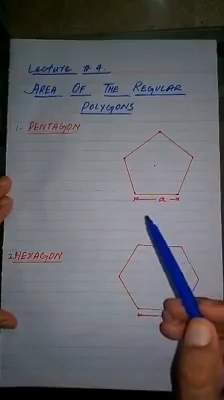 Lecture # 4.
AREA OF THE REGULAR
POLYGONS
1- PENTAGON
a
2. HEXAGON